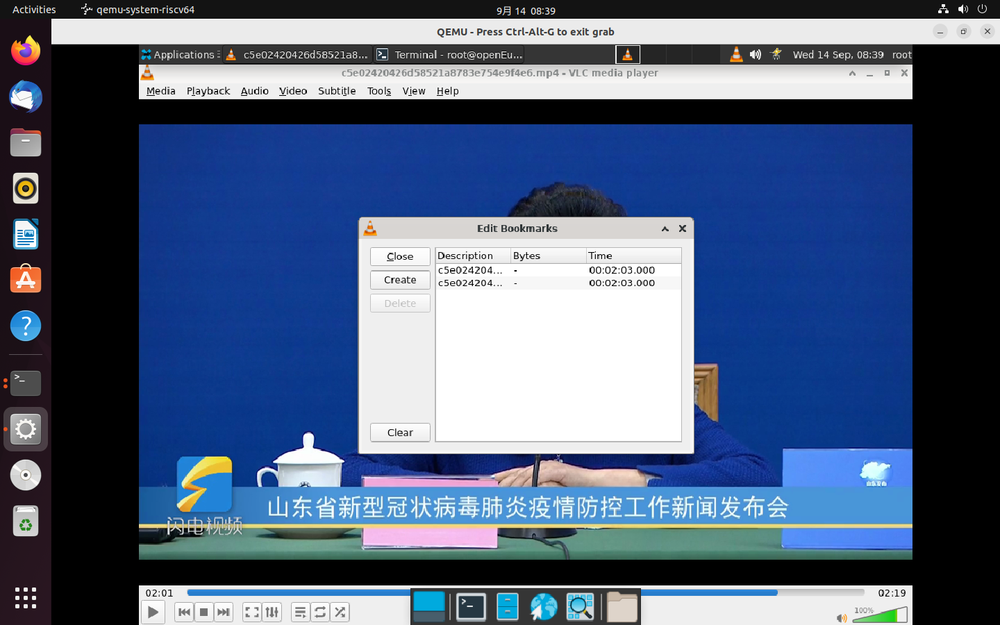 Activities
qemu-system-riscv64
9月 14 08:39
QEMU - Press Ctrl-Alt-G to exit grab
Applications
c5e02420426d58521a8...
Terminal - root@openEu...
Wed 14 Sep, 08:39
root
c5e02420426d58521a8783e754e9f4e6.mp4 - VLC media player
Media Playback Audio Video Subtitle Tools View Help
Edit Bookmarks
Close
Create
Delete
Clear
Description Bytes Time
c5e024204... - 00:02:03.000
c5e024204... - 00:02:03.000
山东发布
山东省新型冠状病毒肺炎疫情防控工作新闻发布会
闪电视频
02:01
02:19
100%